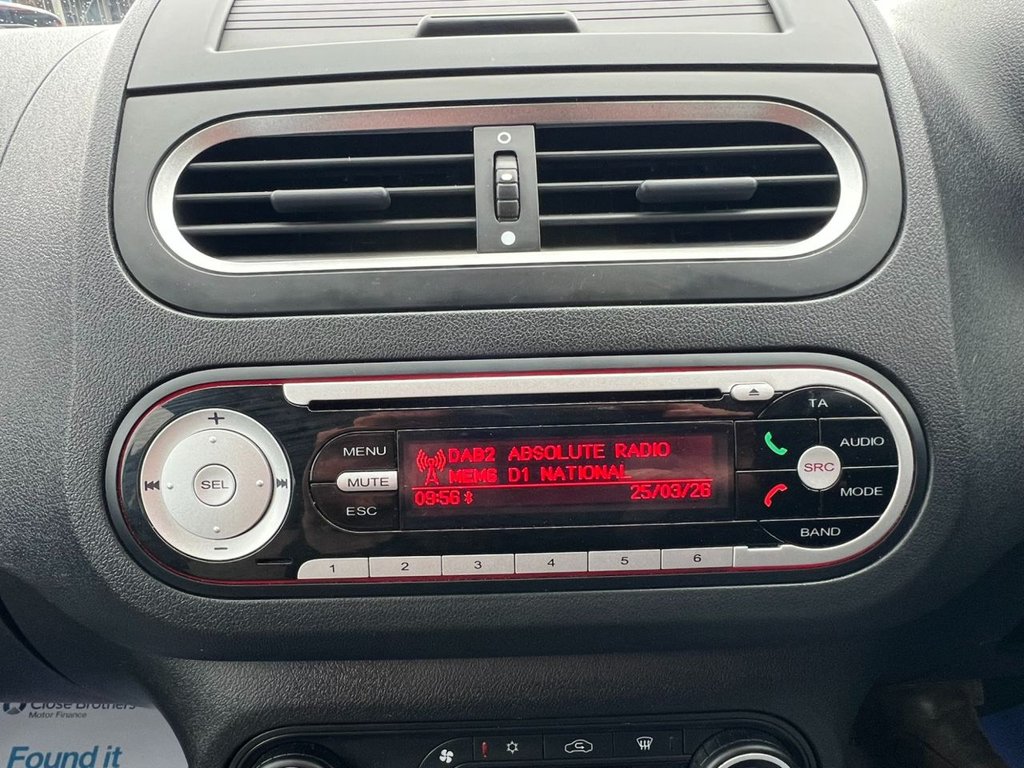 TA
MENU
DAB2 ABSOLUTE RADIO
AUDIO
SEL
MUTE
MEM6 D1 NATIONAL
SRC
09:56 25/03/26
MODE
ESC
BAND
1 2 3 4 5 6
Close Brothers
Motor Finance
Found it